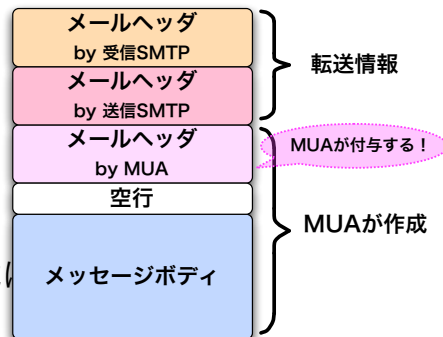 メールヘッダ
by 受信SMTP
メールヘッダ
by 送信SMTP
転送情報
メールヘッダ
by MUA
MUAが付与する！
空行
MUAが作成
メッセージボディ